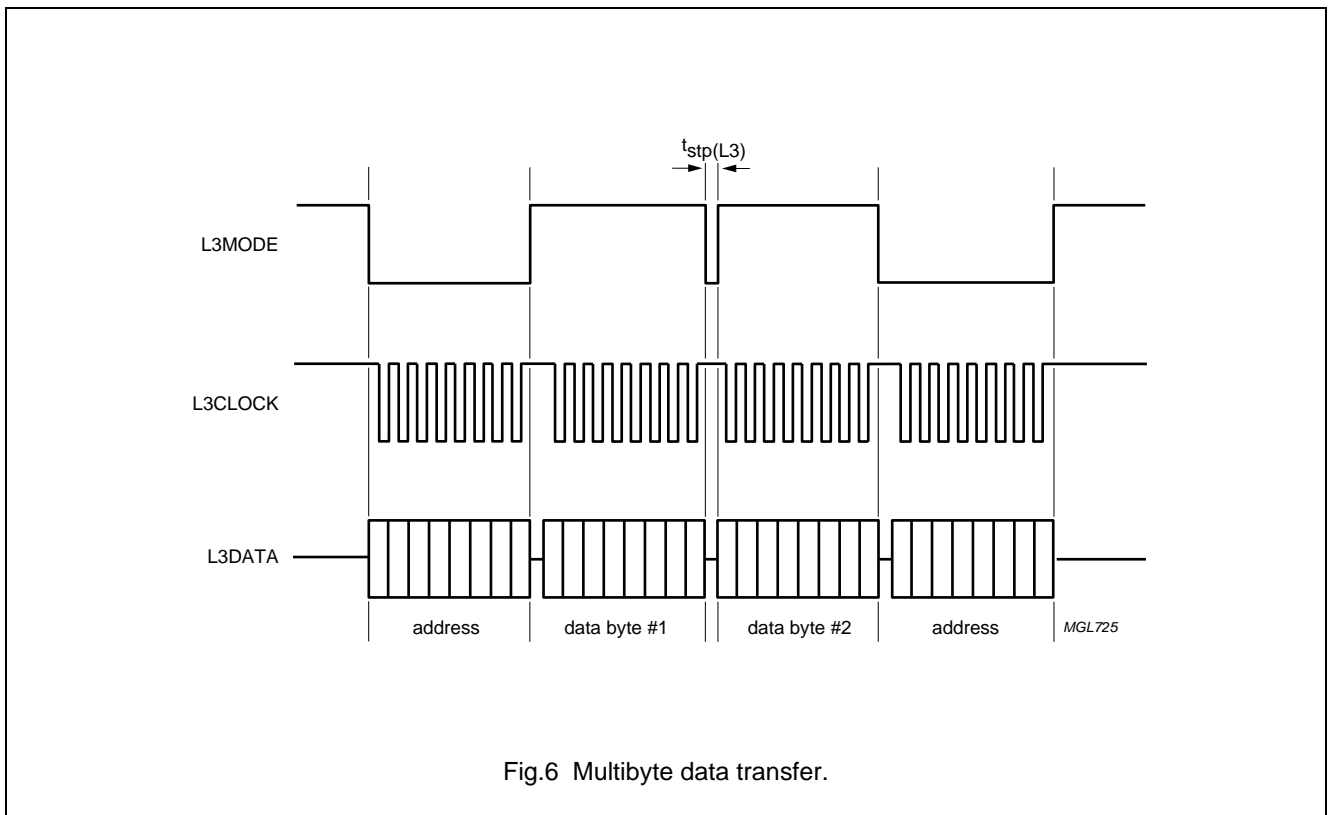 tstp(L3)
L3MODE
L3CLOCK
L3DATA
address
data byte #1
data byte #2
address
MGL725
Fig.6 Multibyte data transfer.